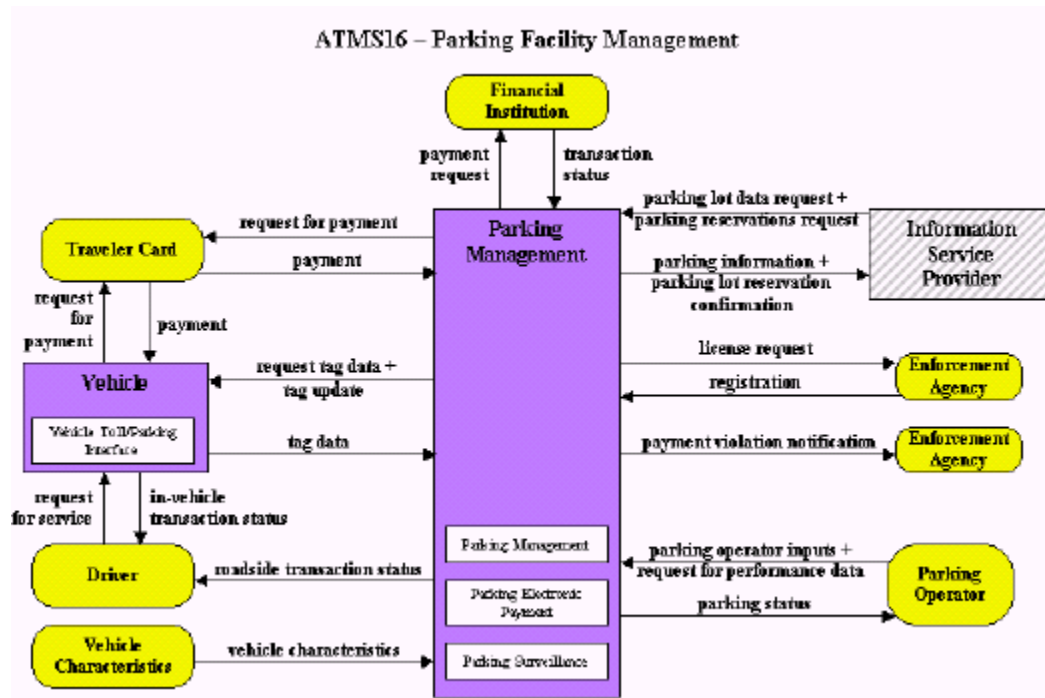 ATMS16 – Parking Facility Management
Financial
Institution
payment
request
transaction
status
request for payment
parking lot data request +
parking reservations request
Traveler Card
Parking
Management
Information
Service
Provider
payment
parking information +
parking lot reservation
confirmation
request
for
payment
payment
license request
Vehicle
request tag data +
tag update
Enforcement
Agency
registration
Vehicle Toll/Parking
Interface
tag data
payment violation notification
Enforcement
Agency
request
for service
in-vehicle
transaction status
Parking Management
parking operator inputs +
request for performance data
Driver
roadside transaction status
Parking Electronic
Payment
Parking
Operator
parking status
Vehicle
Characteristics
vehicle characteristics
Parking Surveillance